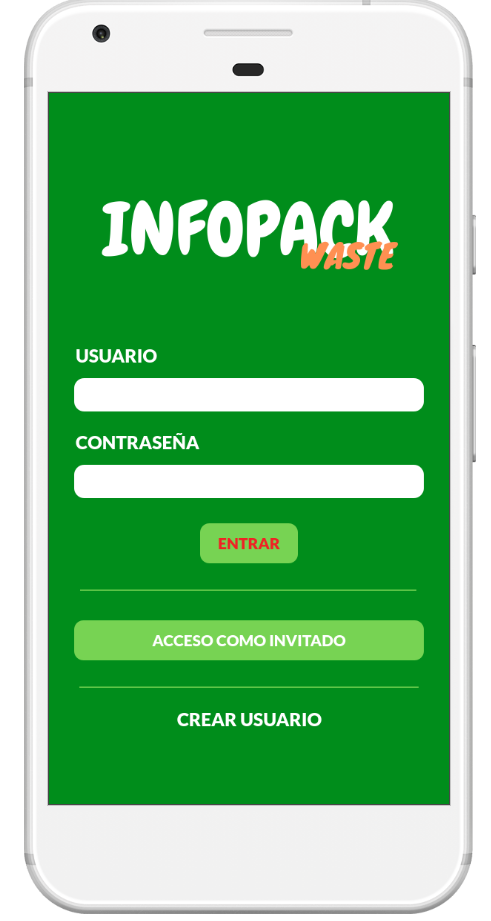 INFOPACK
WASTE
USUARIO
CONTRASEÑA
ENTRAR
ACCESO COMO INVITADO
CREAR USUARIO